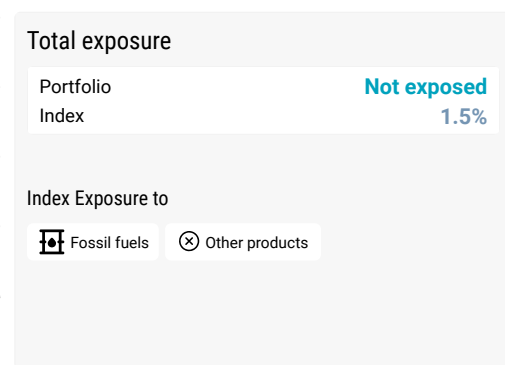 Total exposure
Portfolio Not exposed
Index 1.5%
Index Exposure to
Fossil fuels Other products